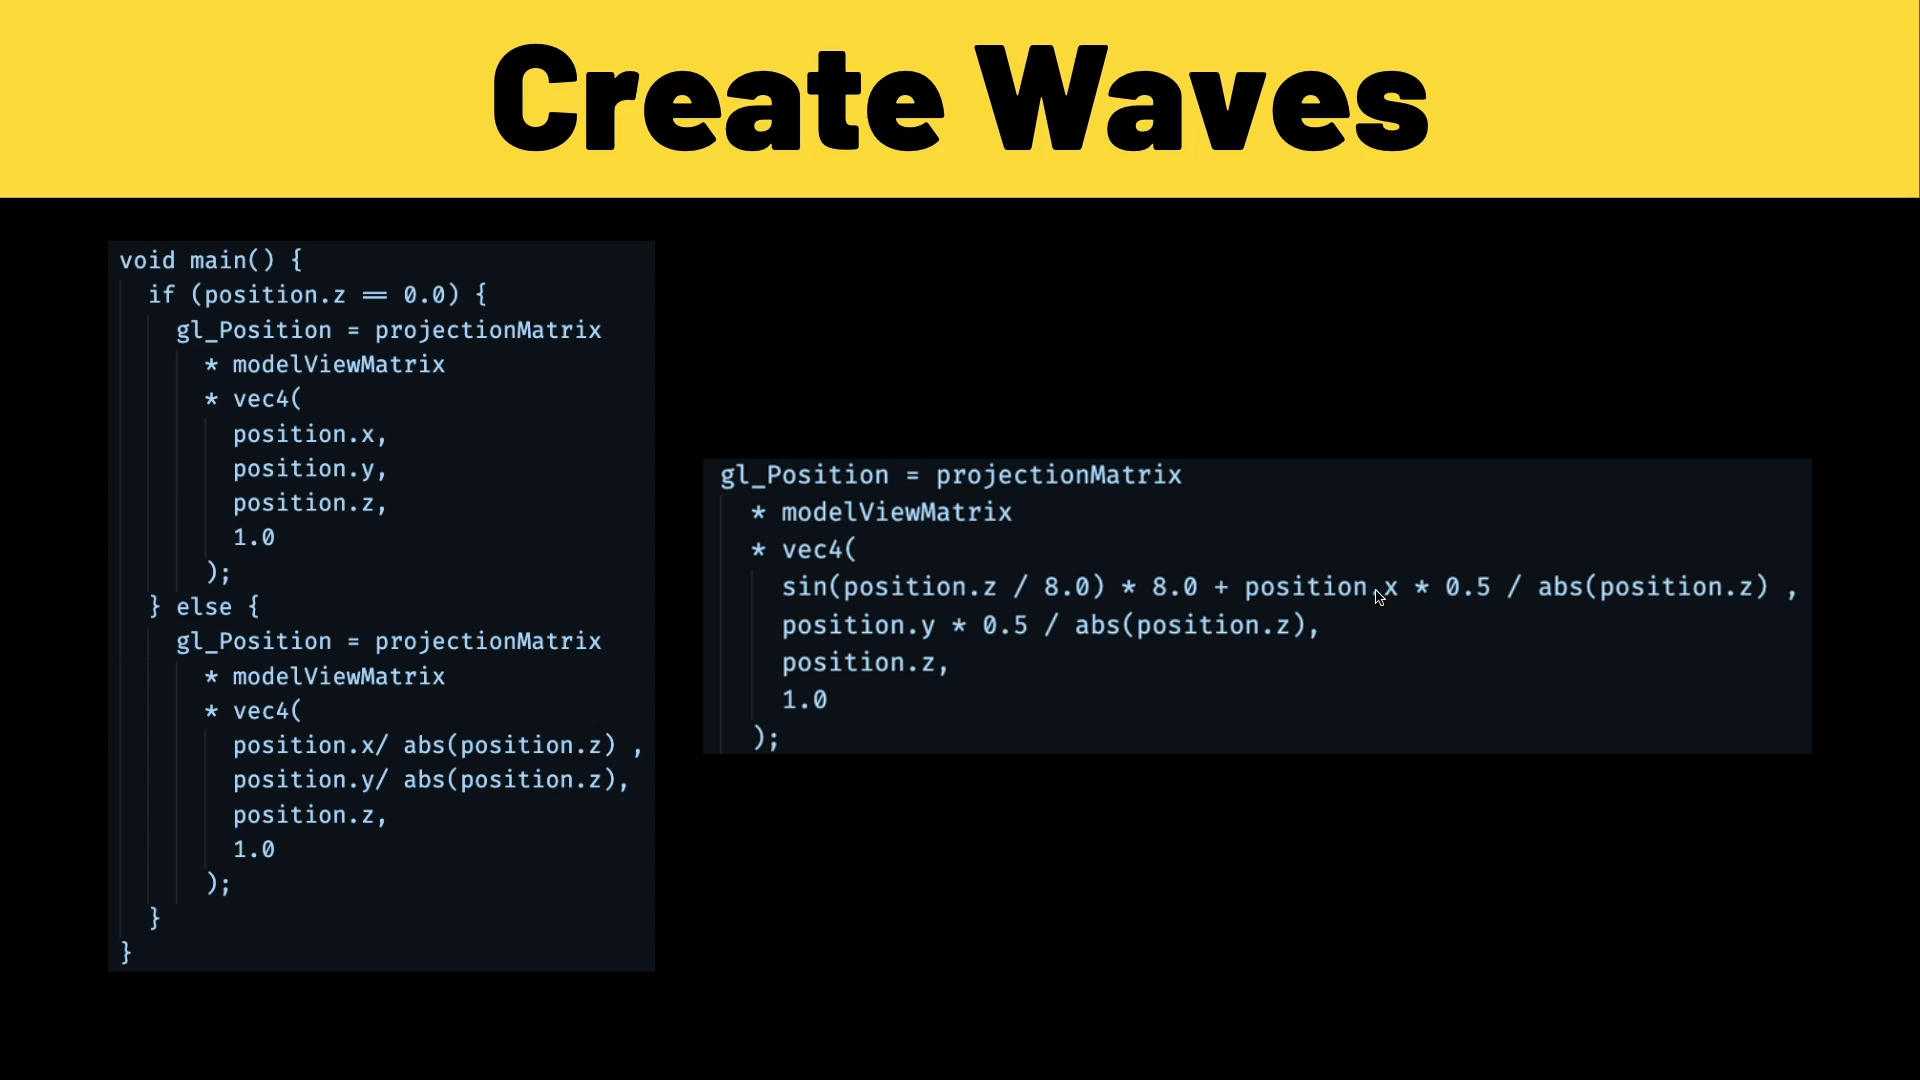 Create Waves
void main() {
if (position.z == 0.0) {
gl_Position = projectionMatrix
* modelViewMatrix
* vec4(
position.x,
position.y,
position.z,
1.0
);
} else {
gl_Position = projectionMatrix
* modelViewMatrix
* vec4(
position.x/ abs(position.z) ,
position.y/ abs(position.z),
position.z,
1.0
);
}
}
gl_Position = projectionMatrix
* modelViewMatrix
* vec4(
sin(position.z / 8.0) * 8.0 + position.x * 0.5 / abs(position.z) ,
position.y * 0.5 / abs(position.z),
position.z,
1.0
);